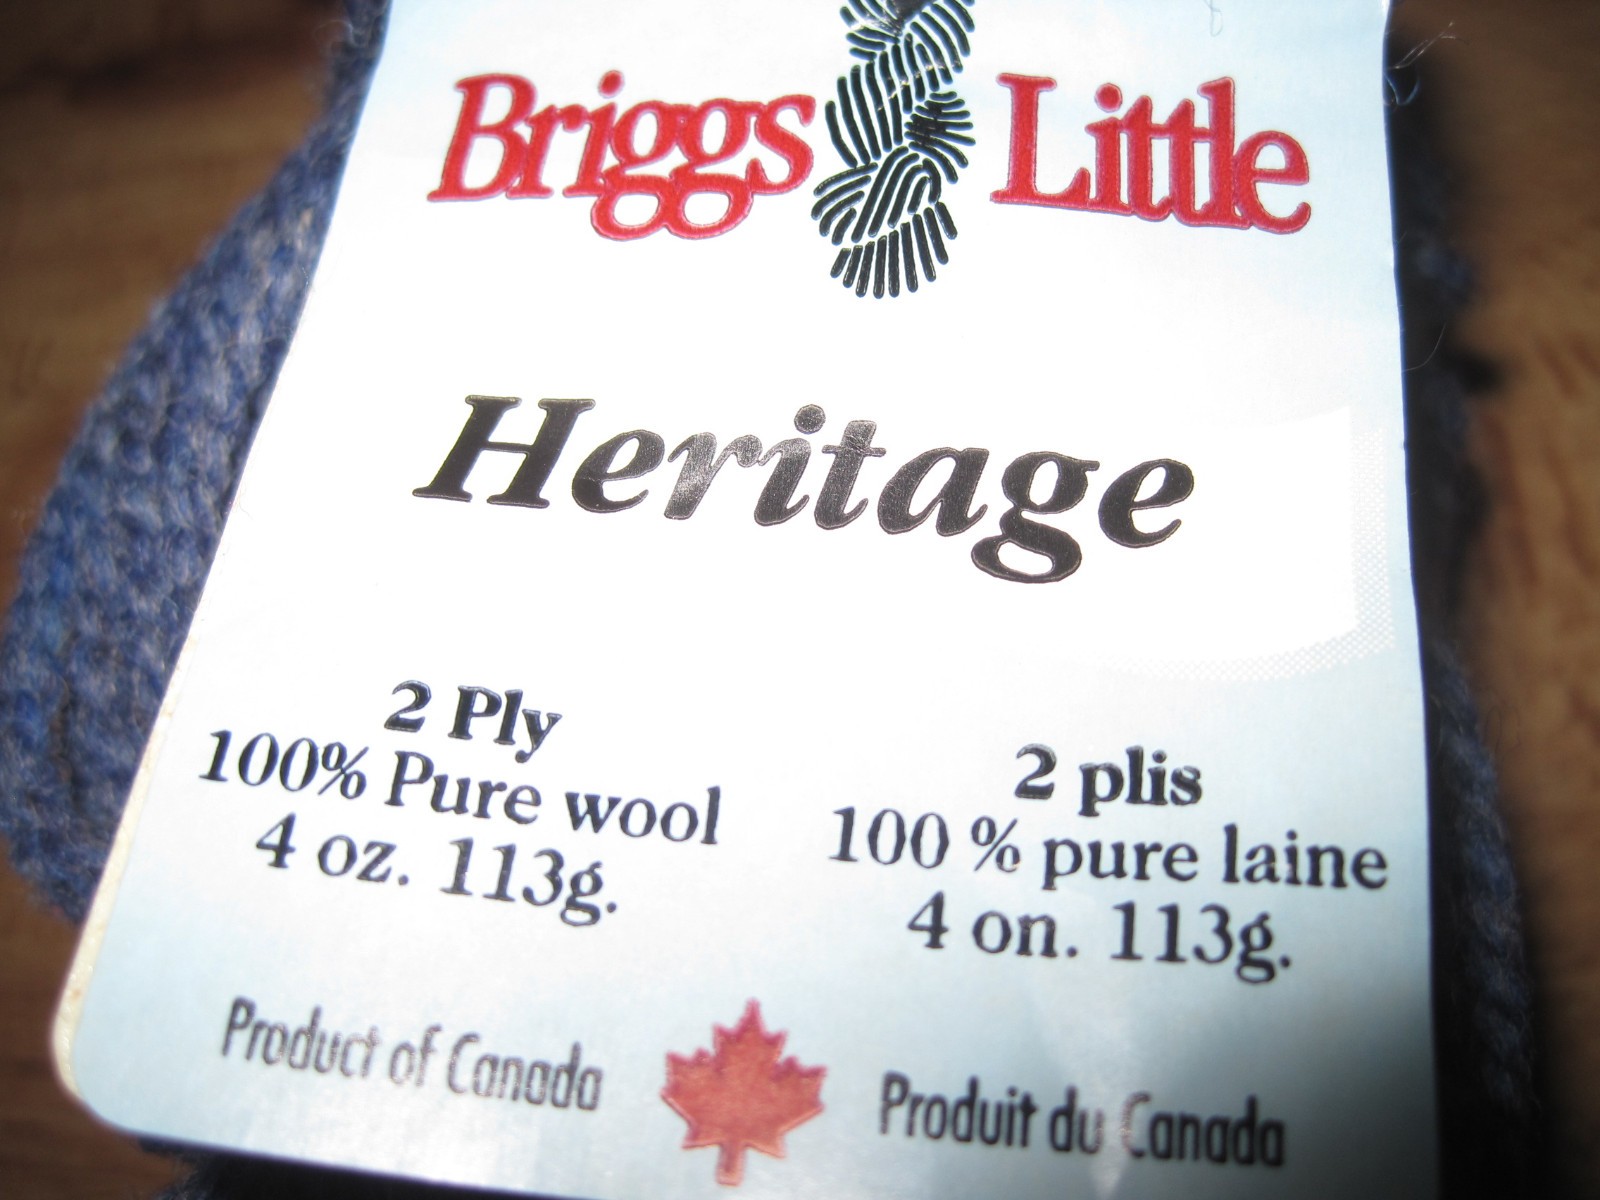 Briggs Little
Heritage
2 Ply
100% Pure wool
4 oz. 113g.
2 plis
100 % pure laine
4 on. 113g.
Product of Canada
Produit du Canada